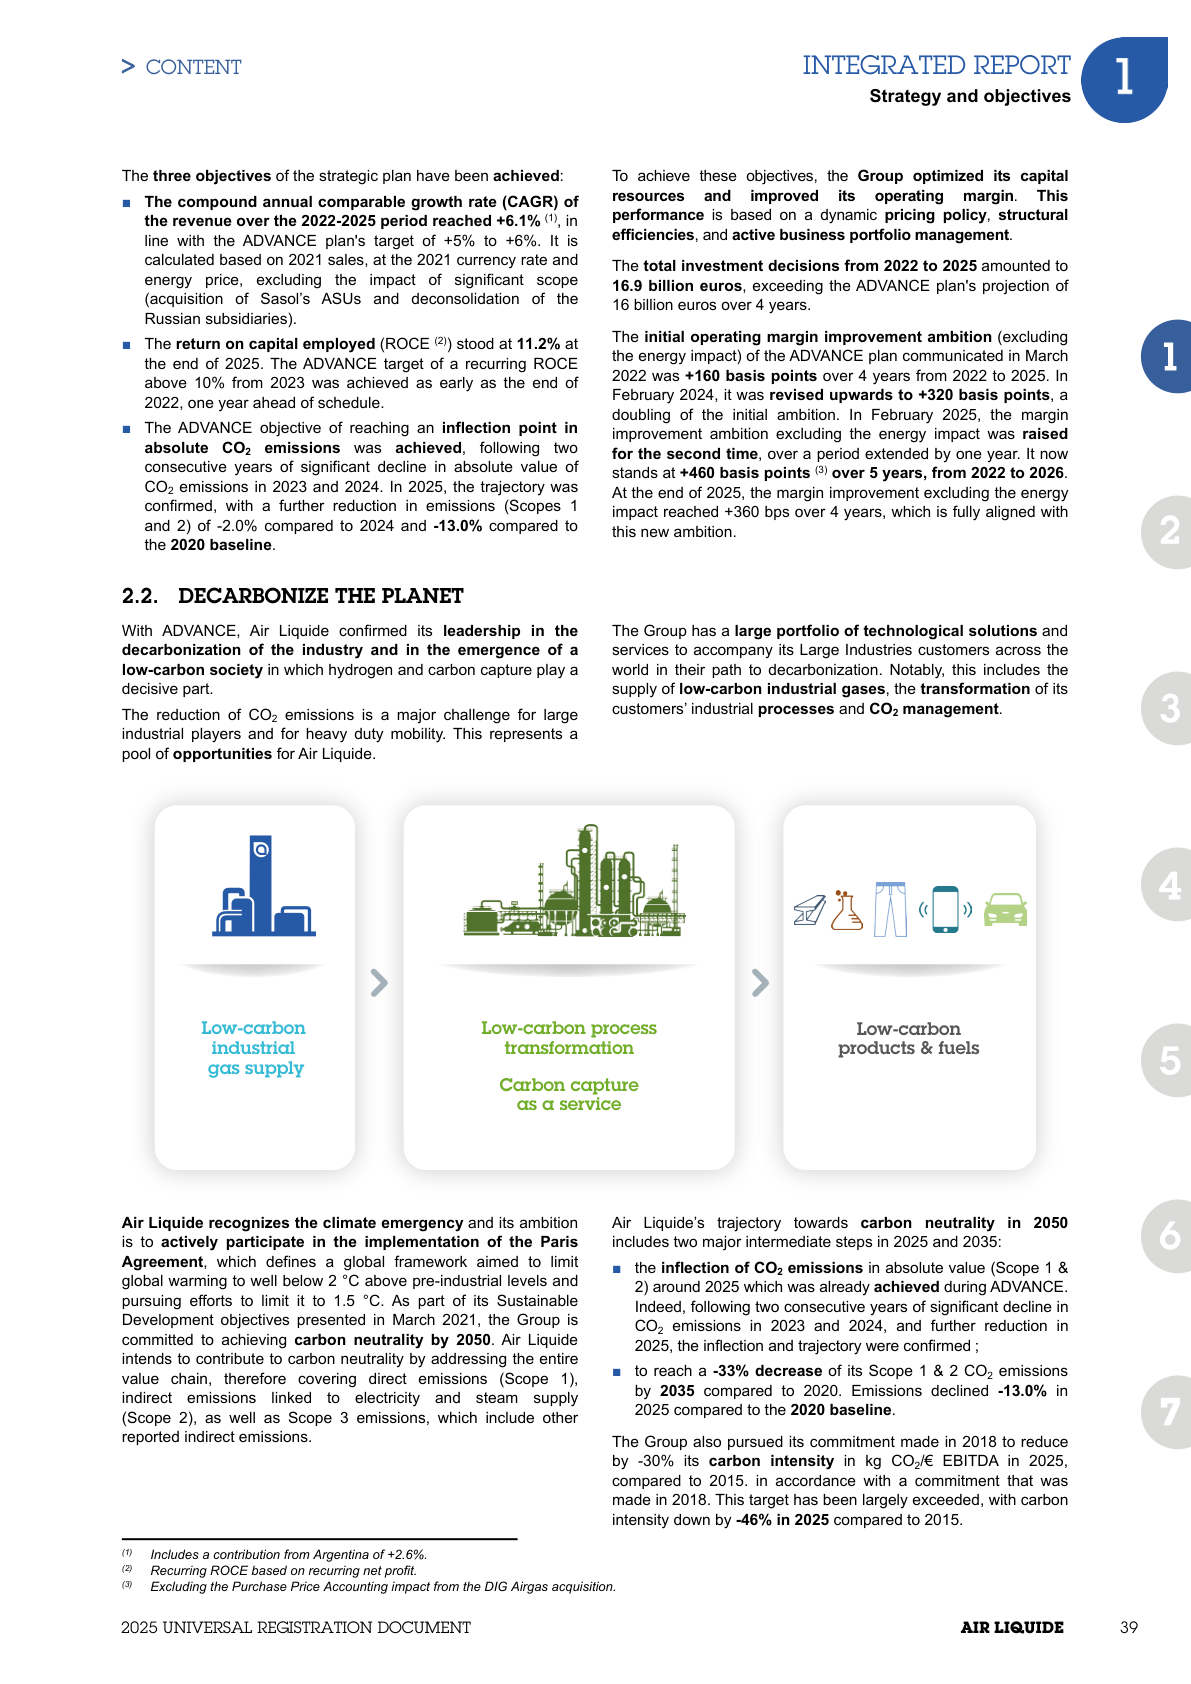 > CONTENT
INTEGRATED REPORT
Strategy and objectives
1
The three objectives of the strategic plan have been achieved:
■ The compound annual comparable growth rate (CAGR) of
the revenue over the 2022-2025 period reached +6.1% (1), in
line with the ADVANCE plan's target of +5% to +6%. It is
calculated based on 2021 sales, at the 2021 currency rate and
energy price, excluding the impact of significant scope
(acquisition of Sasol's ASUs and deconsolidation of the
Russian subsidiaries).
■ The return on capital employed (ROCE (2)) stood at 11.2% at
the end of 2025. The ADVANCE target of a recurring ROCE
above 10% from 2023 was achieved as early as the end of
2022, one year ahead of schedule.
■ The ADVANCE objective of reaching an inflection point in
absolute CO2 emissions was achieved, following two
consecutive years of significant decline in absolute value of
CO2 emissions in 2023 and 2024. In 2025, the trajectory was
confirmed, with a further reduction in emissions (Scopes 1
and 2) of -2.0% compared to 2024 and -13.0% compared to
the 2020 baseline.
To achieve these objectives, the Group optimized its capital
resources and improved its operating margin. This
performance is based on a dynamic pricing policy, structural
efficiencies, and active business portfolio management.
The total investment decisions from 2022 to 2025 amounted to
16.9 billion euros, exceeding the ADVANCE plan's projection of
16 billion euros over 4 years.
The initial operating margin improvement ambition (excluding
the energy impact) of the ADVANCE plan communicated in March
2022 was +160 basis points over 4 years from 2022 to 2025. In
February 2024, it was revised upwards to +320 basis points, a
doubling of the initial ambition. In February 2025, the margin
improvement ambition excluding the energy impact was raised
for the second time, over a period extended by one year. It now
stands at +460 basis points (3) over 5 years, from 2022 to 2026.
At the end of 2025, the margin improvement excluding the energy
impact reached +360 bps over 4 years, which is fully aligned with
this new ambition.
2.2. DECARBONIZE THE PLANET
With ADVANCE, Air Liquide confirmed its leadership in the
decarbonization of the industry and in the emergence of a
low-carbon society in which hydrogen and carbon capture play a
decisive part.
The reduction of CO2 emissions is a major challenge for large
industrial players and for heavy duty mobility. This represents a
pool of opportunities for Air Liquide.
The Group has a large portfolio of technological solutions and
services to accompany its Large Industries customers across the
world in their path to decarbonization. Notably, this includes the
supply of low-carbon industrial gases, the transformation of its
customers' industrial processes and CO2 management.
Low-carbon
industrial
gas supply
Low-carbon process
transformation
Carbon capture
as a service
Low-carbon
products & fuels
Air Liquide recognizes the climate emergency and its ambition
is to actively participate in the implementation of the Paris
Agreement, which defines a global framework aimed to limit
global warming to well below 2 °C above pre-industrial levels and
pursuing efforts to limit it to 1.5 °C. As part of its Sustainable
Development objectives presented in March 2021, the Group is
committed to achieving carbon neutrality by 2050. Air Liquide
intends to contribute to carbon neutrality by addressing the entire
value chain, therefore covering direct emissions (Scope 1),
indirect emissions linked to electricity and steam supply
(Scope 2), as well as Scope 3 emissions, which include other
reported indirect emissions.
Air Liquide's trajectory towards carbon neutrality in 2050
includes two major intermediate steps in 2025 and 2035:
■ the inflection of CO2 emissions in absolute value (Scope 1 &
2) around 2025 which was already achieved during ADVANCE.
Indeed, following two consecutive years of significant decline in
CO2 emissions in 2023 and 2024, and further reduction in
2025, the inflection and trajectory were confirmed ;
■ to reach a -33% decrease of its Scope 1 & 2 CO2 emissions
by 2035 compared to 2020. Emissions declined -13.0% in
2025 compared to the 2020 baseline.
The Group also pursued its commitment made in 2018 to reduce
by -30% its carbon intensity in kg CO2/€ EBITDA in 2025,
compared to 2015. in accordance with a commitment that was
made in 2018. This target has been largely exceeded, with carbon
intensity down by -46% in 2025 compared to 2015.
(1) Includes a contribution from Argentina of +2.6%.
(2) Recurring ROCE based on recurring net profit.
(3) Excluding the Purchase Price Accounting impact from the DIG Airgas acquisition.
2025 UNIVERSAL REGISTRATION DOCUMENT
AIR LIQUIDE
39
1
2
3
4
5
6
7